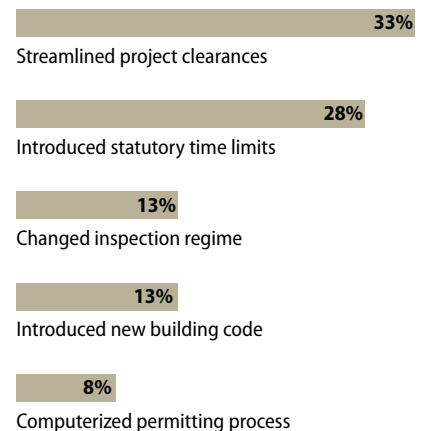 33%
Streamlined project clearances
28%
Introduced statutory time limits
13%
Changed inspection regime
13%
Introduced new building code
8%
Computerized permitting process